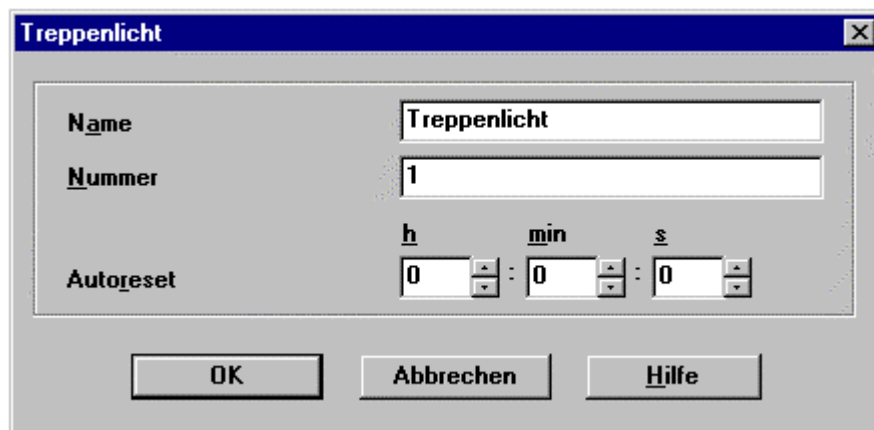 Treppenlicht
Name Treppenlicht
Nummer 1
h min s
Autoreset 0 : 0 : 0
OK Abbrechen Hilfe